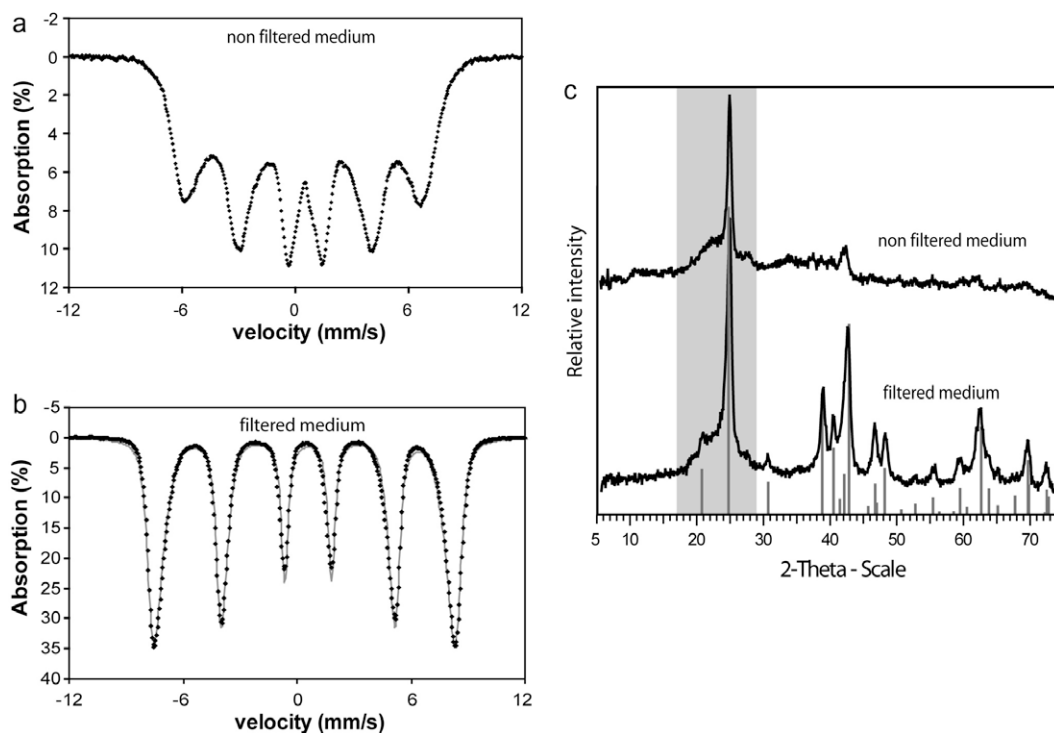 a
non filtered medium
-2
0
2
4
6
8
10
12
Absorption (%)
-12
-6
0
6
12
velocity (mm/s)
b
filtered medium
-5
0
5
10
15
20
25
30
35
40
Absorption (%)
-12
-6
0
6
12
velocity (mm/s)
c
non filtered medium
filtered medium
Relative intensity
5 10 20 30 40 50 60 70
2-Theta - Scale